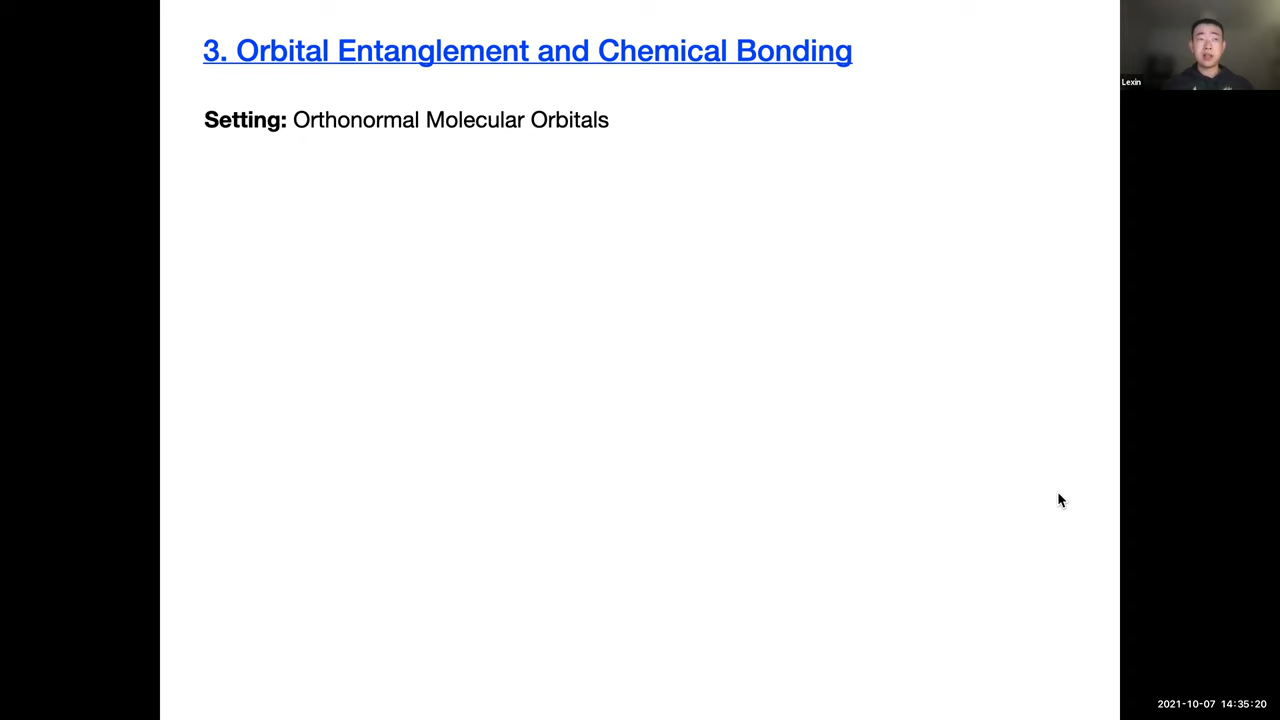 3. Orbital Entanglement and Chemical Bonding
Lexin
Setting: Orthonormal Molecular Orbitals
2021-10-07 14:35:20